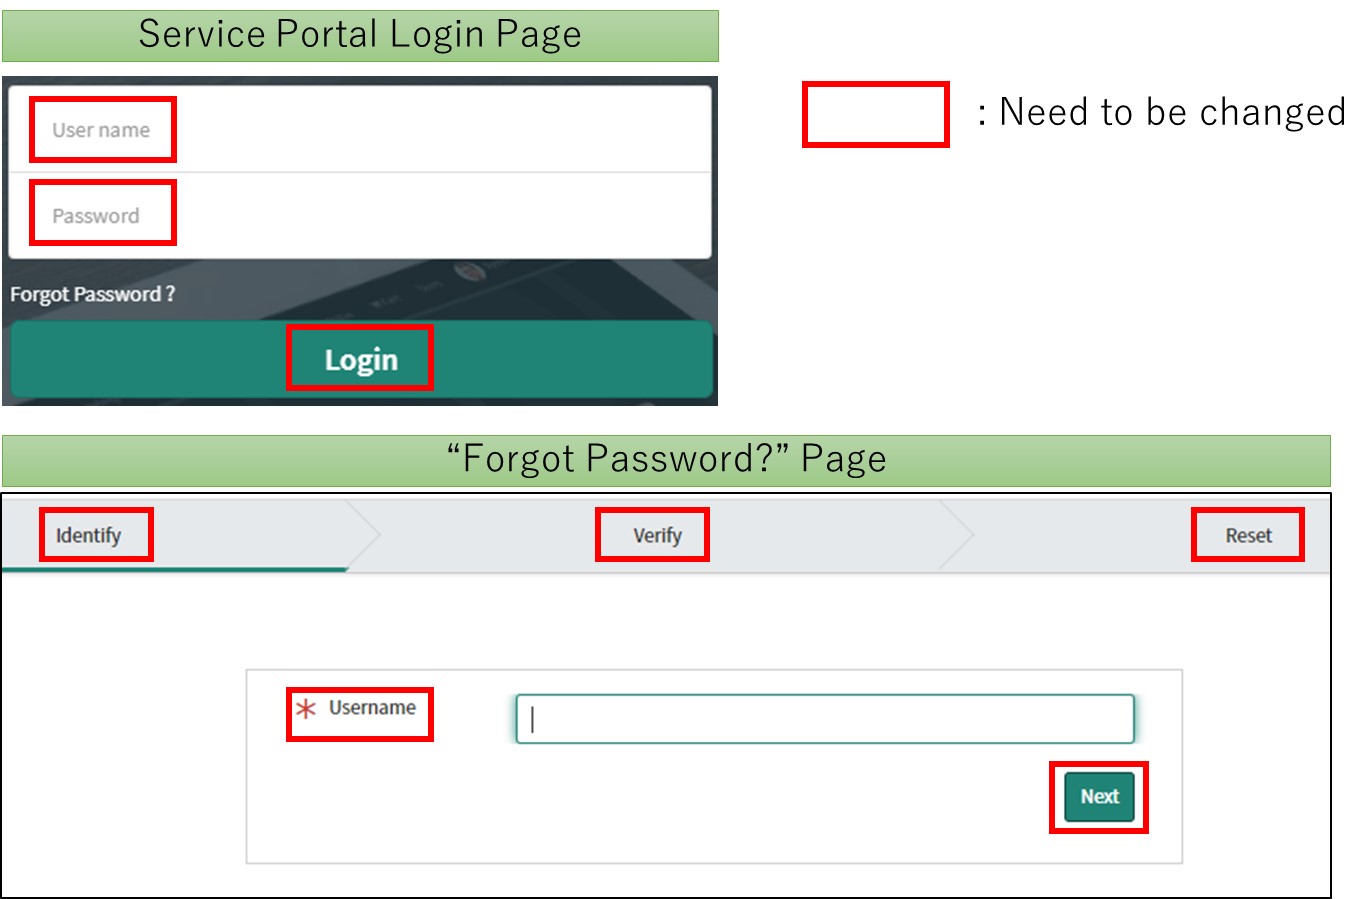 Service Portal Login Page
: Need to be changed
User name
Password
Forgot Password ?
Login
“Forgot Password?” Page
Identify
Verify
Reset
* Username
Next